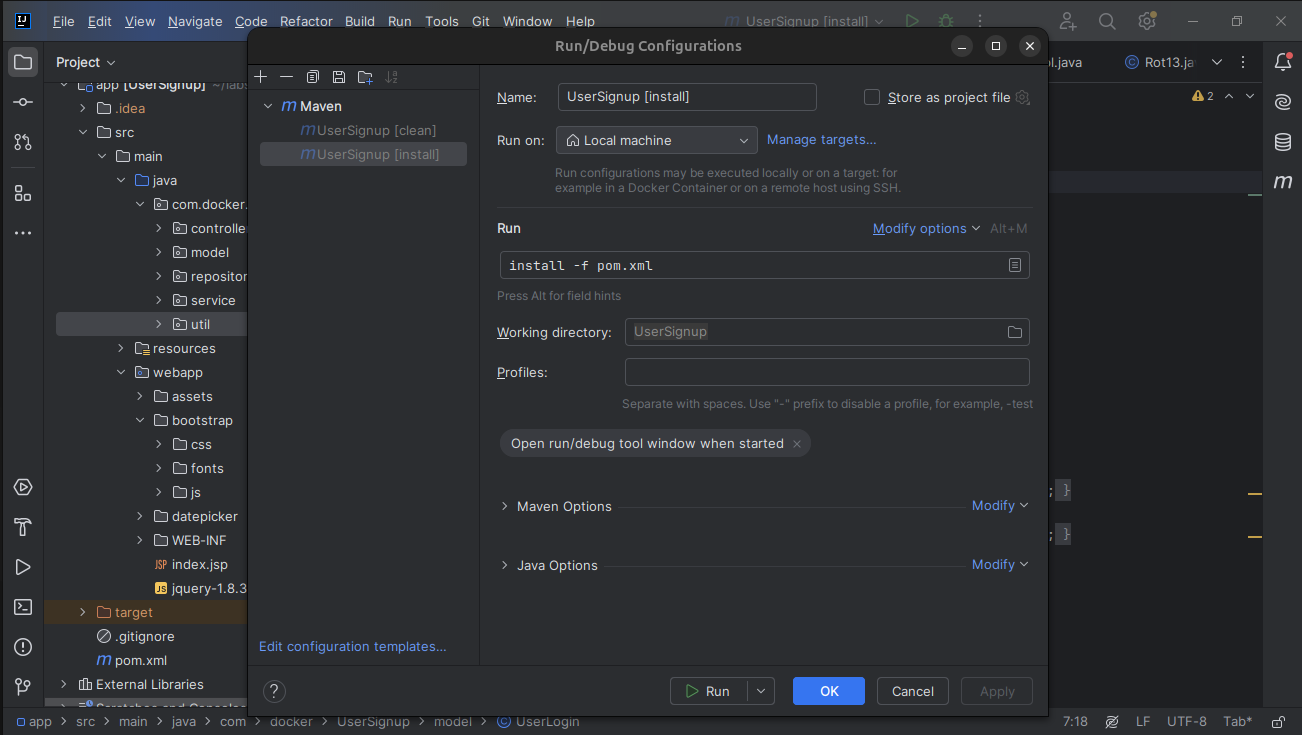 File Edit View Navigate Code Refactor Build Run Tools Git Window Help UserSignup [install]
Run/Debug Configurations
Project
app [UserSignup] ~/labs
.idea
src
main
java
com.docker.
controlle
model
repositor
service
util
resources
webapp
assets
bootstrap
css
fonts
js
datepicker
WEB-INF
JSP index.jsp
JS jquery-1.8.3
target
.gitignore
m pom.xml
External Libraries
Scratches and Consoles
Maven
UserSignup [clean]
UserSignup [install]
Edit configuration templates...
Name: UserSignup [install] Store as project file
Run on: Local machine Manage targets...
Run configurations may be executed locally or on a target: for
example in a Docker Container or on a remote host using SSH.
Run Modify options Alt+M
install -f pom.xml
Press Alt for field hints
Working directory: UserSignup
Profiles:
Separate with spaces. Use "-" prefix to disable a profile, for example, -test
Open run/debug tool window when started
Maven Options Modify
Java Options Modify
? Run OK Cancel Apply
ol.java Rot13.ja
2
; }
; }
app > src > main > java > com > docker > UserSignup > model > UserLogin 7:18 LF UTF-8 Tab*